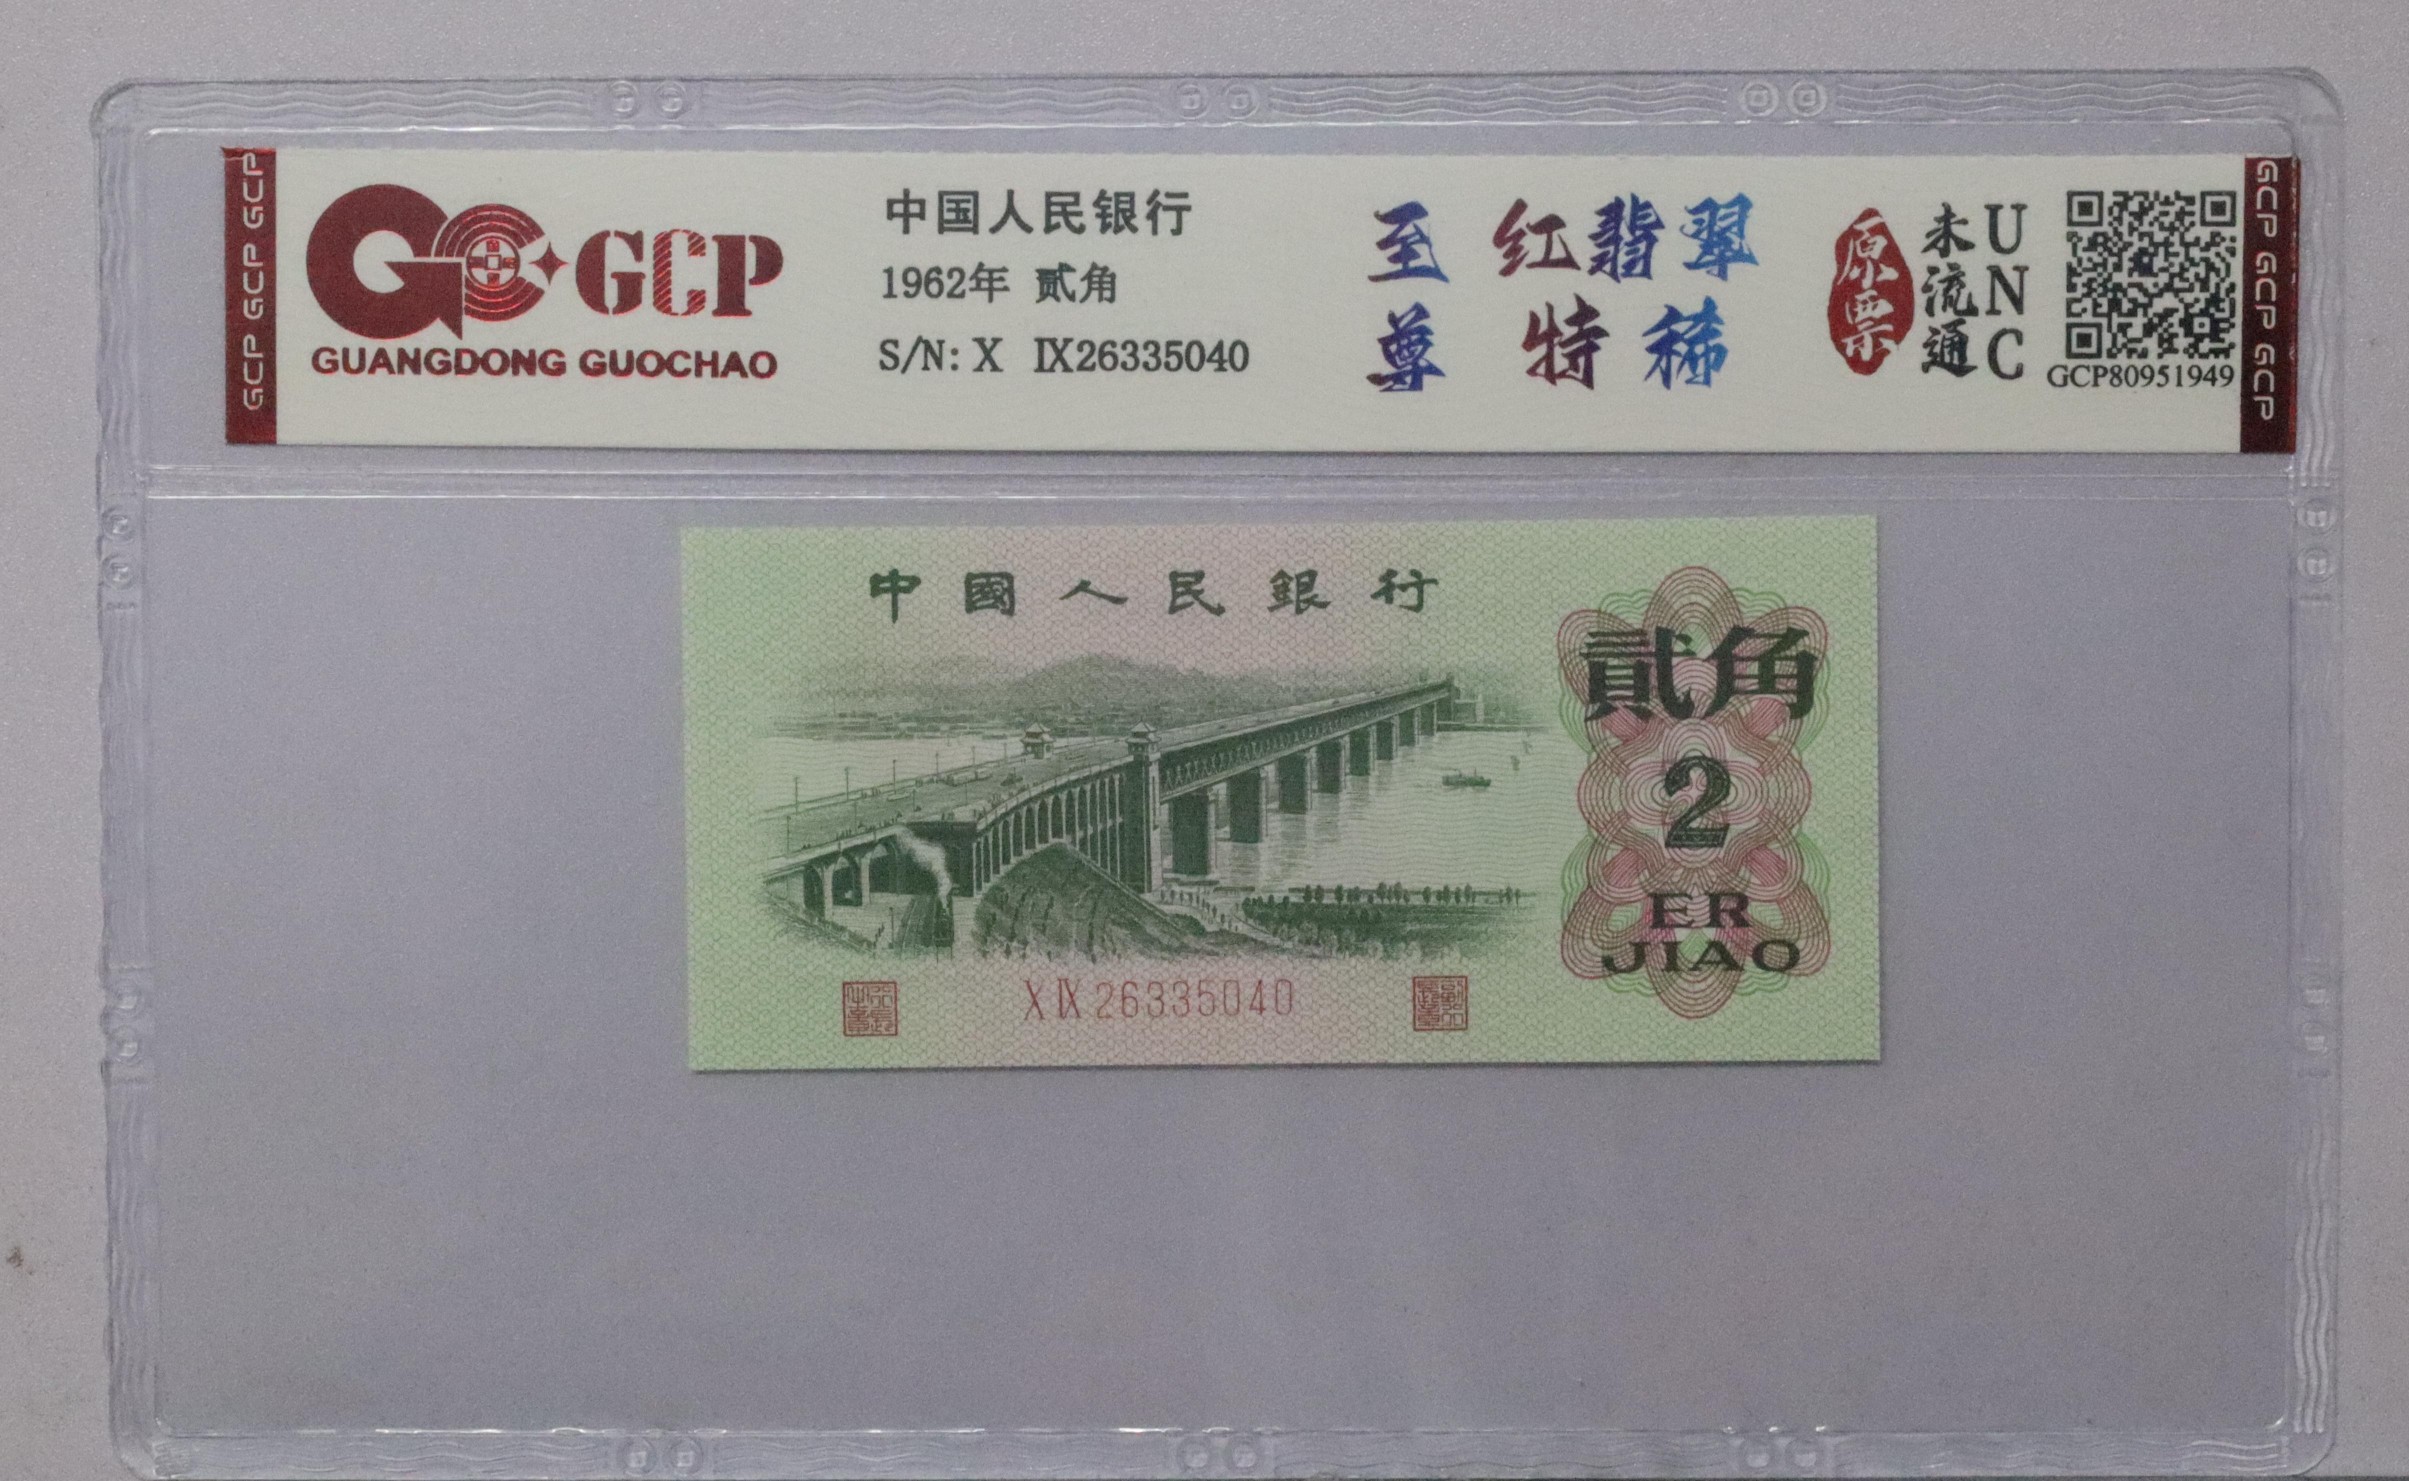 GCP GCP GCP
GCP
GUANGDONG GUOCHAO
中国人民银行
1962年 贰角
S/N: X IX26335040
至尊
红翡翠
特稀
原票
未流通
UNC
GCP80951949
GCP GCP GCP
中國人民銀行
貳角
2
ER
JIAO
X IX 26335040